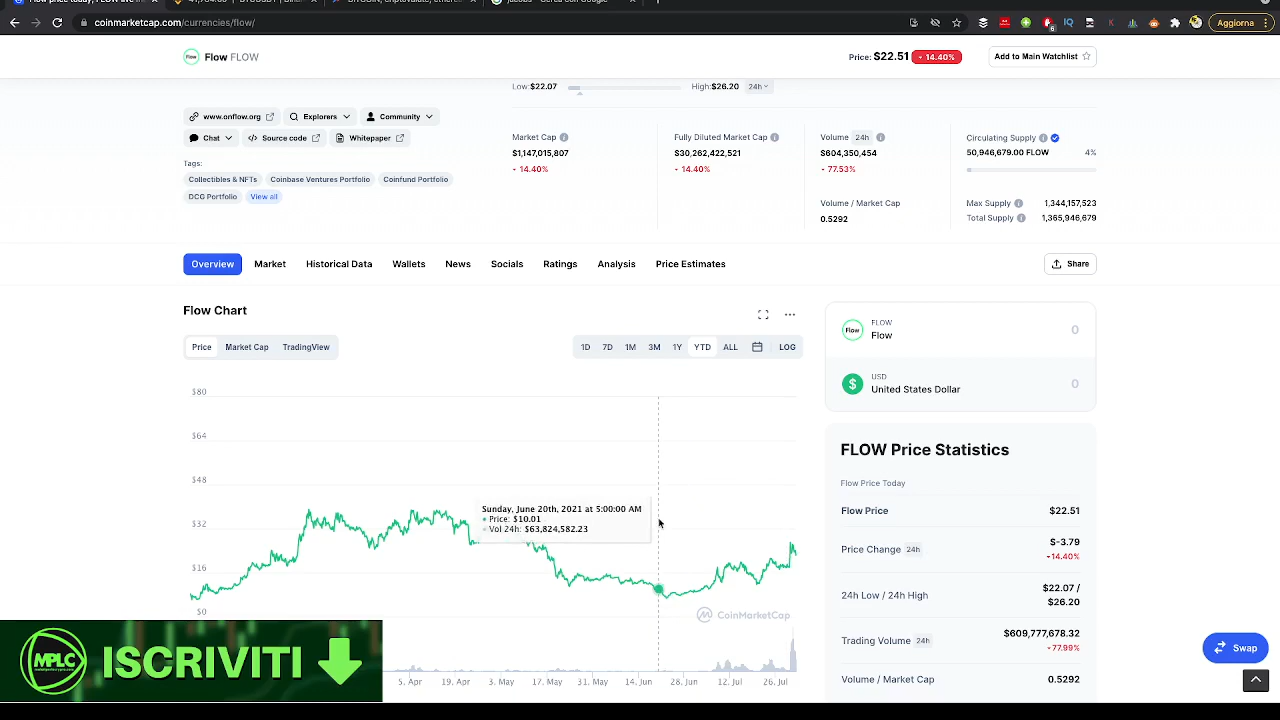 coinmarketcap.com/currencies/flow/
Aggiorna
Flow FLOW
Price: $22.51 14.40%
Add to Main Watchlist
Low:$22.07 High:$26.20 24h
www.onflow.org Explorers Community
Chat Source code Whitepaper
Tags:
Collectibles & NFTs Coinbase Ventures Portfolio Coinfund Portfolio
DCG Portfolio View all
Market Cap
$1,147,015,807
14.40%
Fully Diluted Market Cap
$30,262,422,521
14.40%
Volume 24h
$604,350,454
77.53%
Volume / Market Cap
0.5292
Circulating Supply
50,946,679.00 FLOW 4%
Max Supply 1,344,157,523
Total Supply 1,365,946,679
Overview Market Historical Data Wallets News Socials Ratings Analysis Price Estimates
Share
Flow Chart
Price Market Cap TradingView
1D 7D 1M 3M 1Y YTD ALL LOG
$80
$64
$48
$32
$16
$0
Sunday, June 20th, 2021 at 5:00:00 AM
Price: $10.01
Vol 24h: $63,824,582.23
CoinMarketCap
5. Apr 19. Apr 3. May 17. May 31. May 14. Jun 28. Jun 12. Jul 26. Jul
Flow
FLOW
Flow
0
$
USD
United States Dollar
0
FLOW Price Statistics
Flow Price Today
Flow Price $22.51
Price Change 24h $-3.79
14.40%
24h Low / 24h High $22.07 /
$26.20
Trading Volume 24h $609,777,678.32
77.99%
Volume / Market Cap 0.5292
Swap
MPLC
ISCRIVITI